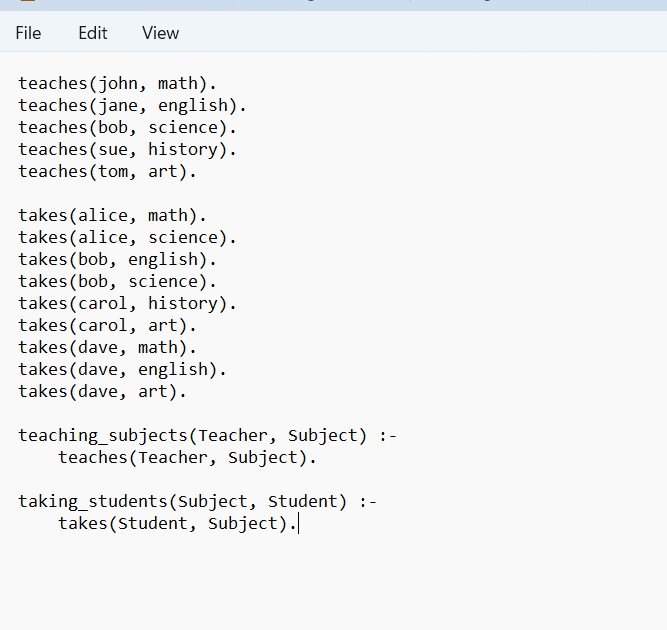 File Edit View
teaches(john, math).
teaches(jane, english).
teaches(bob, science).
teaches(sue, history).
teaches(tom, art).
takes(alice, math).
takes(alice, science).
takes(bob, english).
takes(bob, science).
takes(carol, history).
takes(carol, art).
takes(dave, math).
takes(dave, english).
takes(dave, art).
teaching_subjects(Teacher, Subject) :-
    teaches(Teacher, Subject).
taking_students(Subject, Student) :-
    takes(Student, Subject).